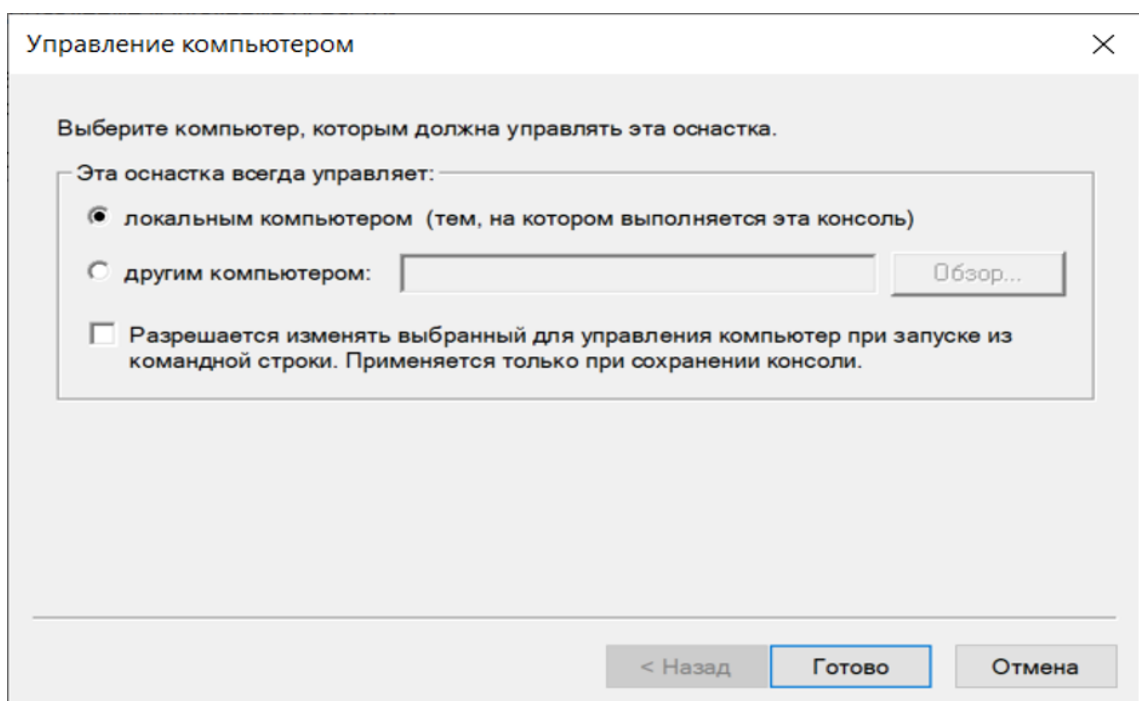 Управление компьютером
Выберите компьютер, которым должна управлять эта оснастка.
Эта оснастка всегда управляет:
локальным компьютером (тем, на котором выполняется эта консоль)
другим компьютером:
Обзор...
Разрешается изменять выбранный для управления компьютер при запуске из
командной строки. Применяется только при сохранении консоли.
< Назад
Готово
Отмена